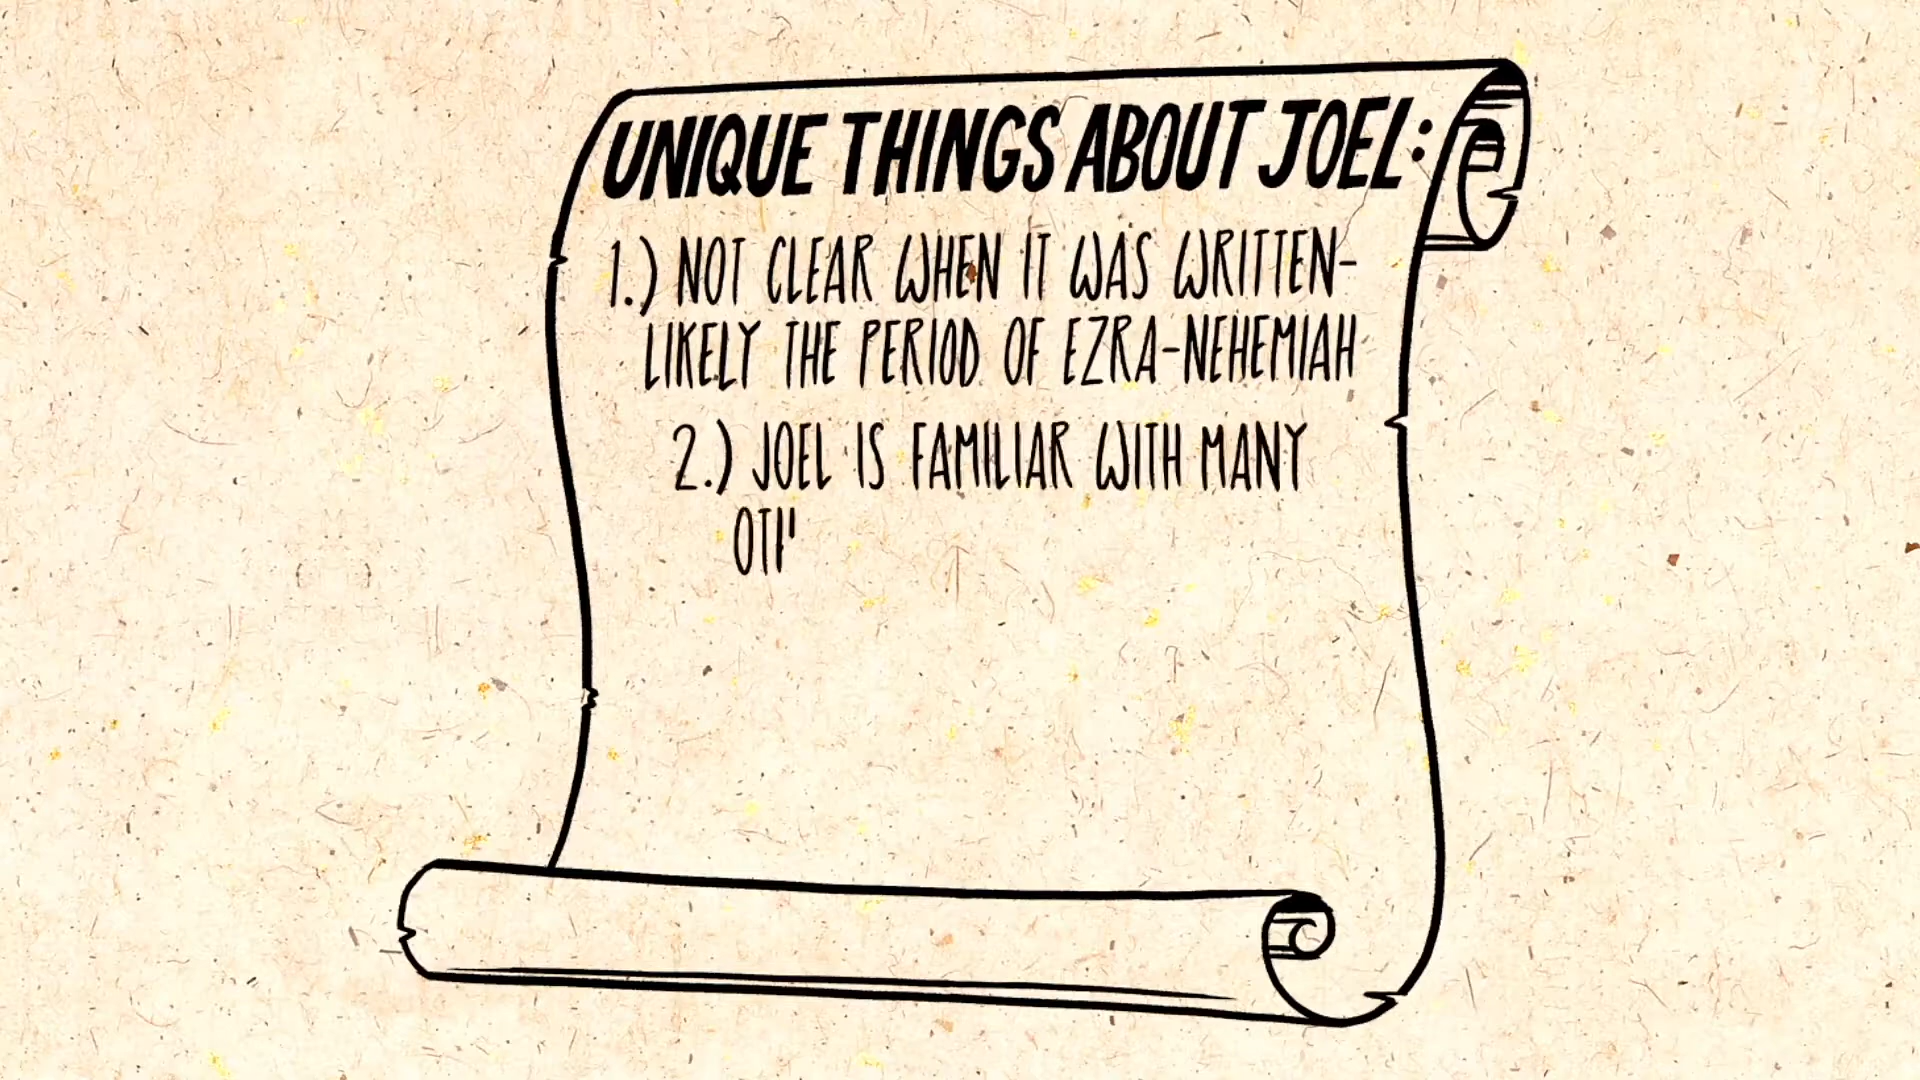 UNIQUE THINGS ABOUT JOEL:
1.) NOT CLEAR WHEN IT WAS WRITTEN-
LIKELY THE PERIOD OF EZRA-NEHEMIAH
2.) JOEL IS FAMILIAR WITH MANY